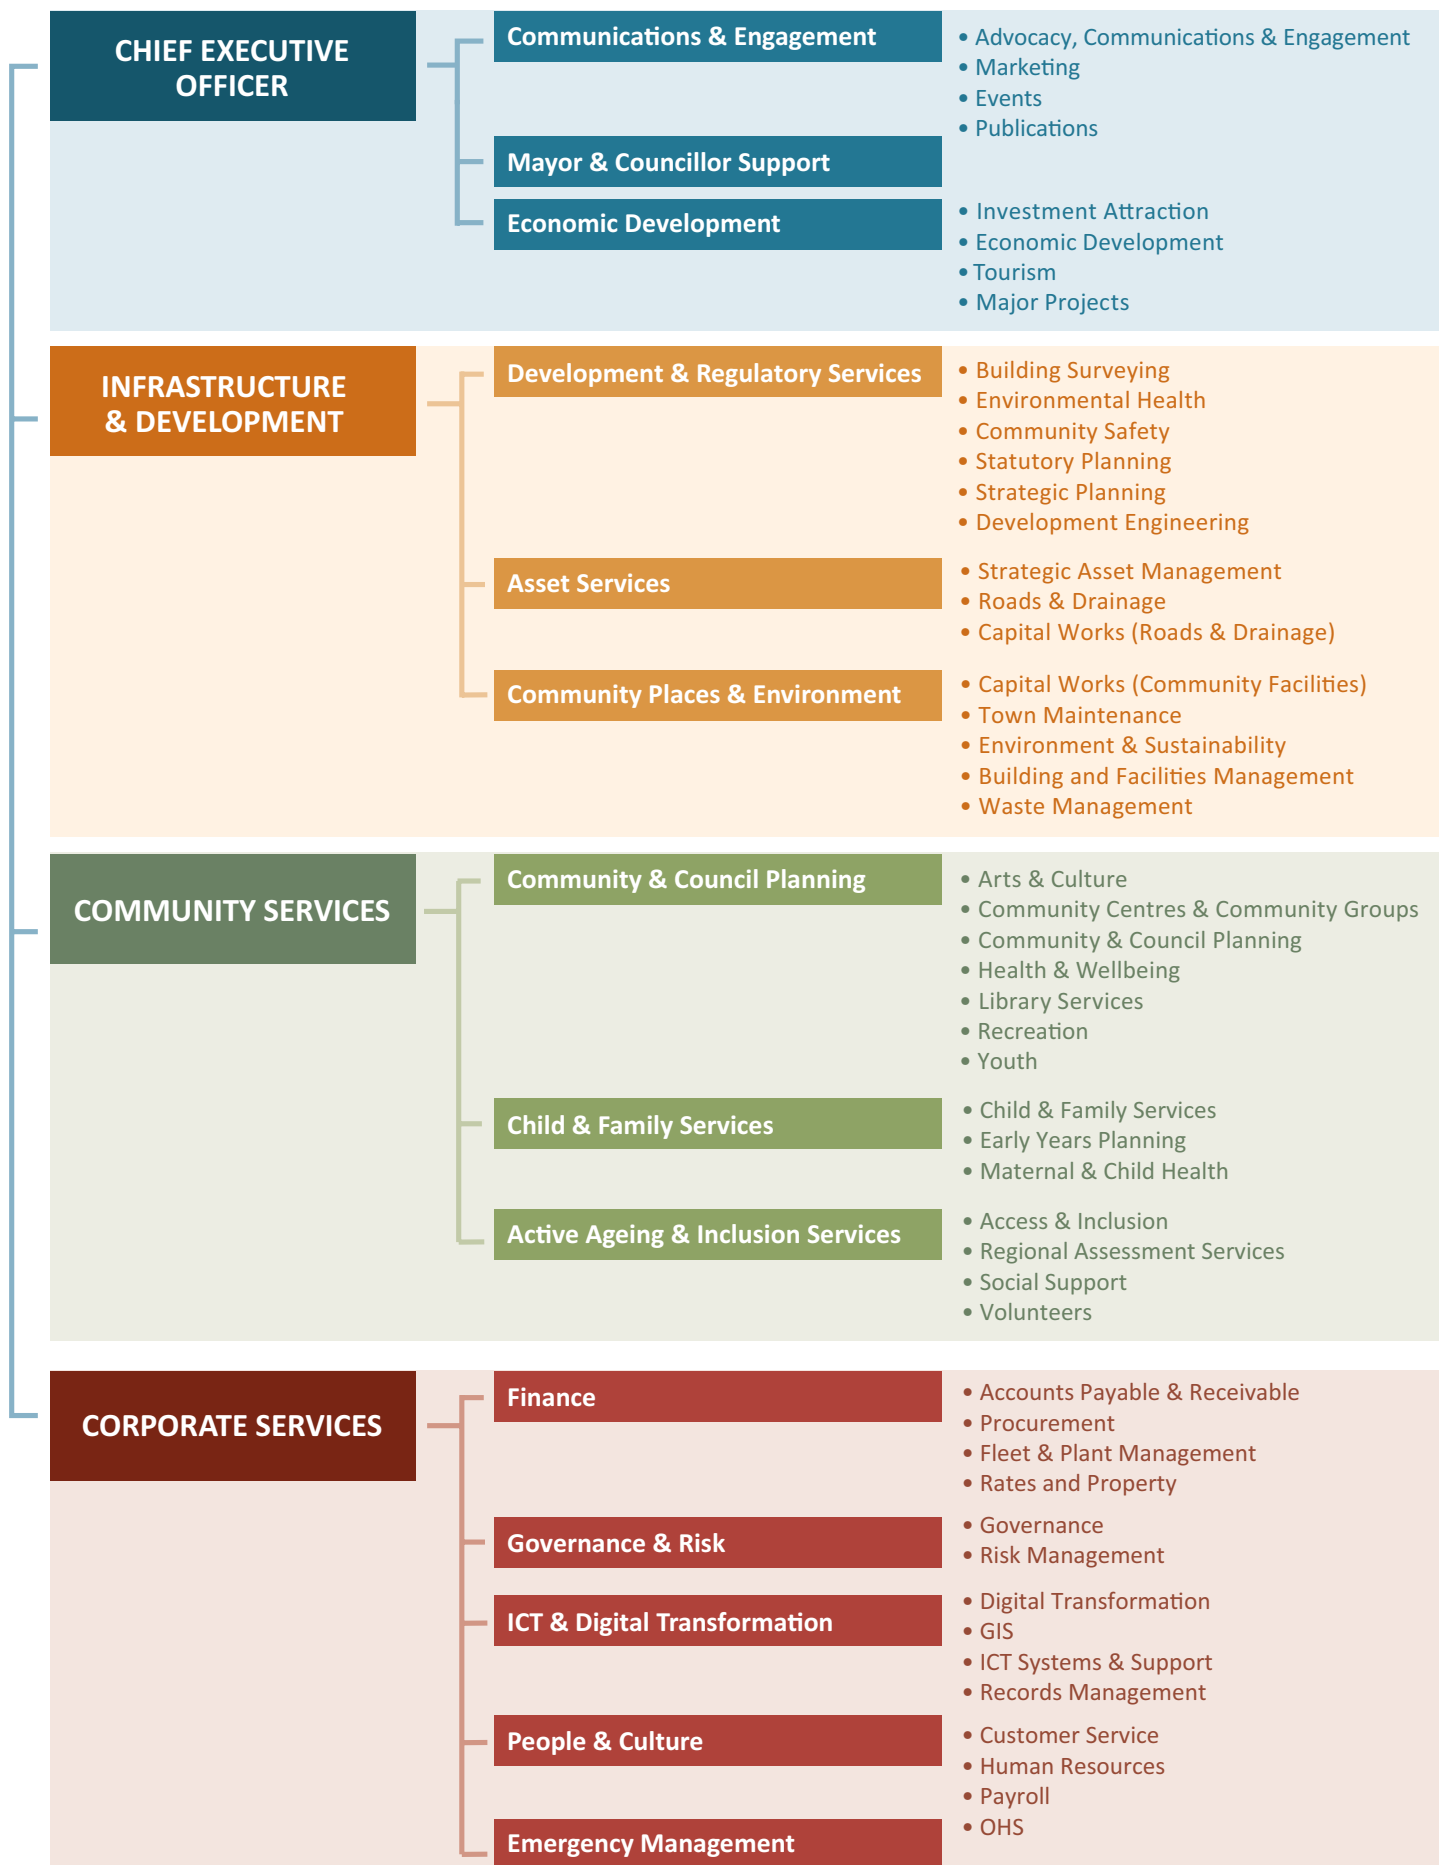 CHIEF EXECUTIVE
OFFICER
Communications & Engagement
• Advocacy, Communications & Engagement
• Marketing
• Events
• Publications
Mayor & Councillor Support
Economic Development
• Investment Attraction
• Economic Development
• Tourism
• Major Projects
INFRASTRUCTURE
& DEVELOPMENT
Development & Regulatory Services
• Building Surveying
• Environmental Health
• Community Safety
• Statutory Planning
• Strategic Planning
• Development Engineering
Asset Services
• Strategic Asset Management
• Roads & Drainage
• Capital Works (Roads & Drainage)
Community Places & Environment
• Capital Works (Community Facilities)
• Town Maintenance
• Environment & Sustainability
• Building and Facilities Management
• Waste Management
COMMUNITY SERVICES
Community & Council Planning
• Arts & Culture
• Community Centres & Community Groups
• Community & Council Planning
• Health & Wellbeing
• Library Services
• Recreation
• Youth
Child & Family Services
• Child & Family Services
• Early Years Planning
• Maternal & Child Health
Active Ageing & Inclusion Services
• Access & Inclusion
• Regional Assessment Services
• Social Support
• Volunteers
CORPORATE SERVICES
Finance
• Accounts Payable & Receivable
• Procurement
• Fleet & Plant Management
• Rates and Property
Governance & Risk
• Governance
• Risk Management
ICT & Digital Transformation
• Digital Transformation
• GIS
• ICT Systems & Support
• Records Management
People & Culture
• Customer Service
• Human Resources
• Payroll
• OHS
Emergency Management